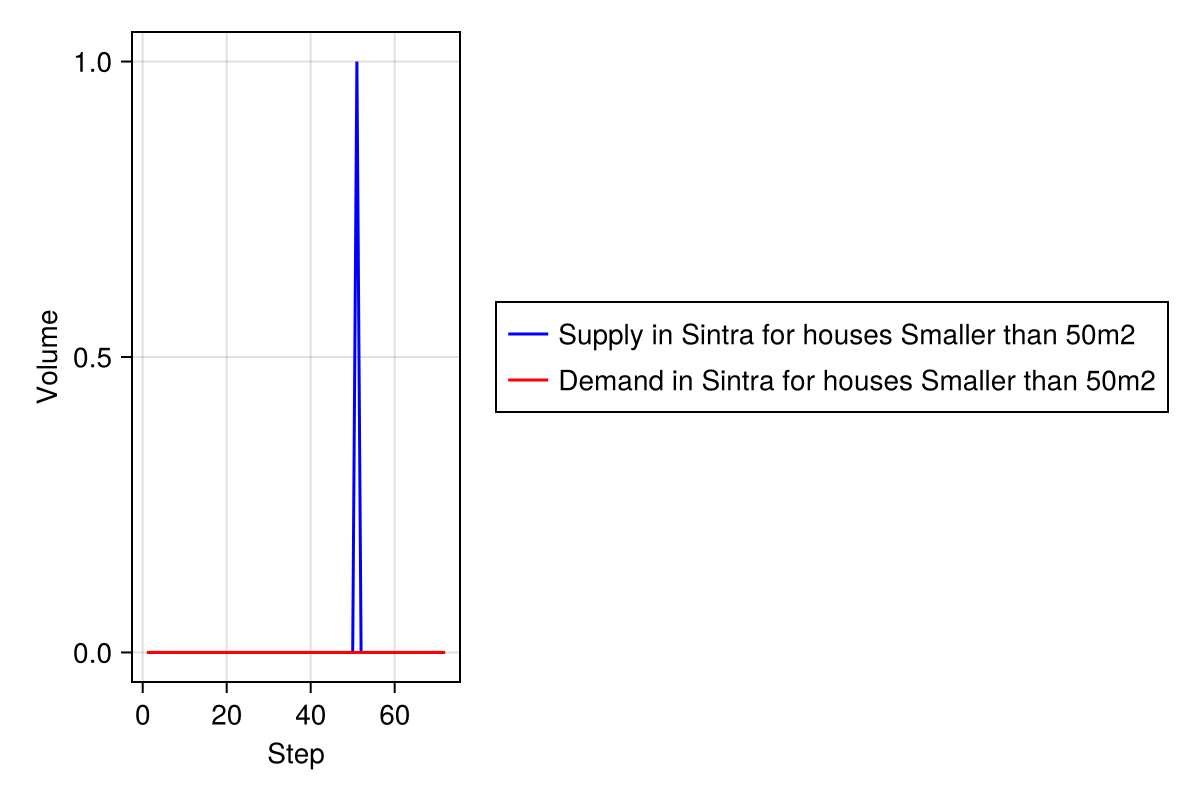 1.0
0.5
0.0
Volume
0
20
40
60
Step
Supply in Sintra for houses Smaller than 50m2
Demand in Sintra for houses Smaller than 50m2